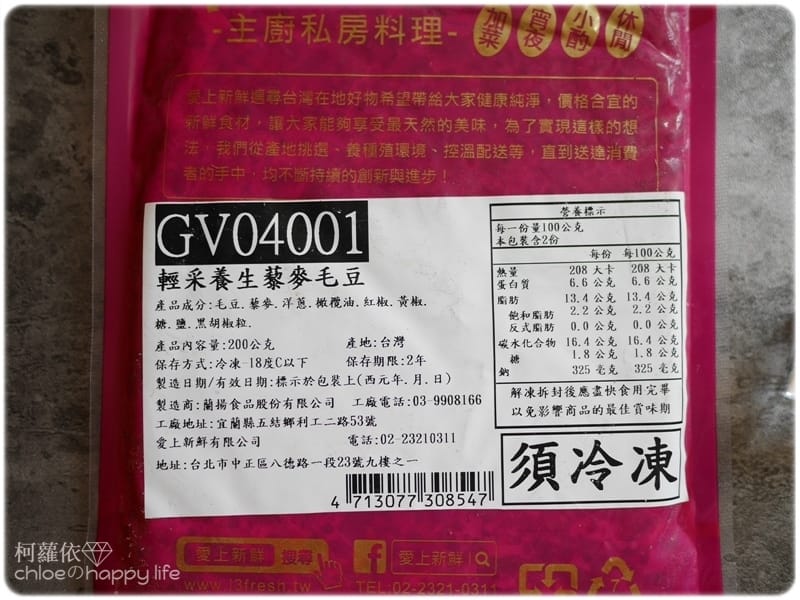 -主廚私房料理-
加菜
宵夜
小酌
休閒
愛上新鮮遍尋台灣在地好物希望帶給大家健康純淨，價格合宜的
新鮮食材，讓大家能夠享受最天然的美味，為了實現這樣的想
法，我們從產地挑選、養種殖環境、控溫配送等，直到送達消費
者的手中，均不斷持續的創新與進步！
GV04001
輕采養生藜麥毛豆
產品成分:毛豆.藜麥.洋蔥.橄欖油.紅椒.黃椒.
糖.鹽.黑胡椒粒.
產品內容量:200公克 產地:台灣
保存方式:冷凍-18度C以下 保存期限:2年
製造日期/有效日期:標示於包裝上(西元年.月.日)
製造商:蘭揚食品股份有限公司 工廠電話:03-9908166
工廠地址:宜蘭縣五結鄉利工二路53號
愛上新鮮有限公司 電話:02-23210311
地址:台北市中正區八德路一段23號九樓之一
4 713077 308547
營養標示
每一份量100公克
本包裝含2份
每份 每100公克
熱量 208 大卡 208 大卡
蛋白質 6.6 公克 6.6 公克
脂肪 13.4 公克 13.4 公克
飽和脂肪 2.2 公克 2.2 公克
反式脂肪 0.0 公克 0.0 公克
碳水化合物 16.4 公克 16.4 公克
糖 1.8 公克 1.8 公克
鈉 325 毫克 325 毫克
解凍拆封後應盡快食用完畢
以免影響商品的最佳賞味期
須冷凍
愛上新鮮 搜尋
愛上新鮮
www.i3fresh.tw TEL:02-2321-0311
7
柯蘿依
chloeのhappy life